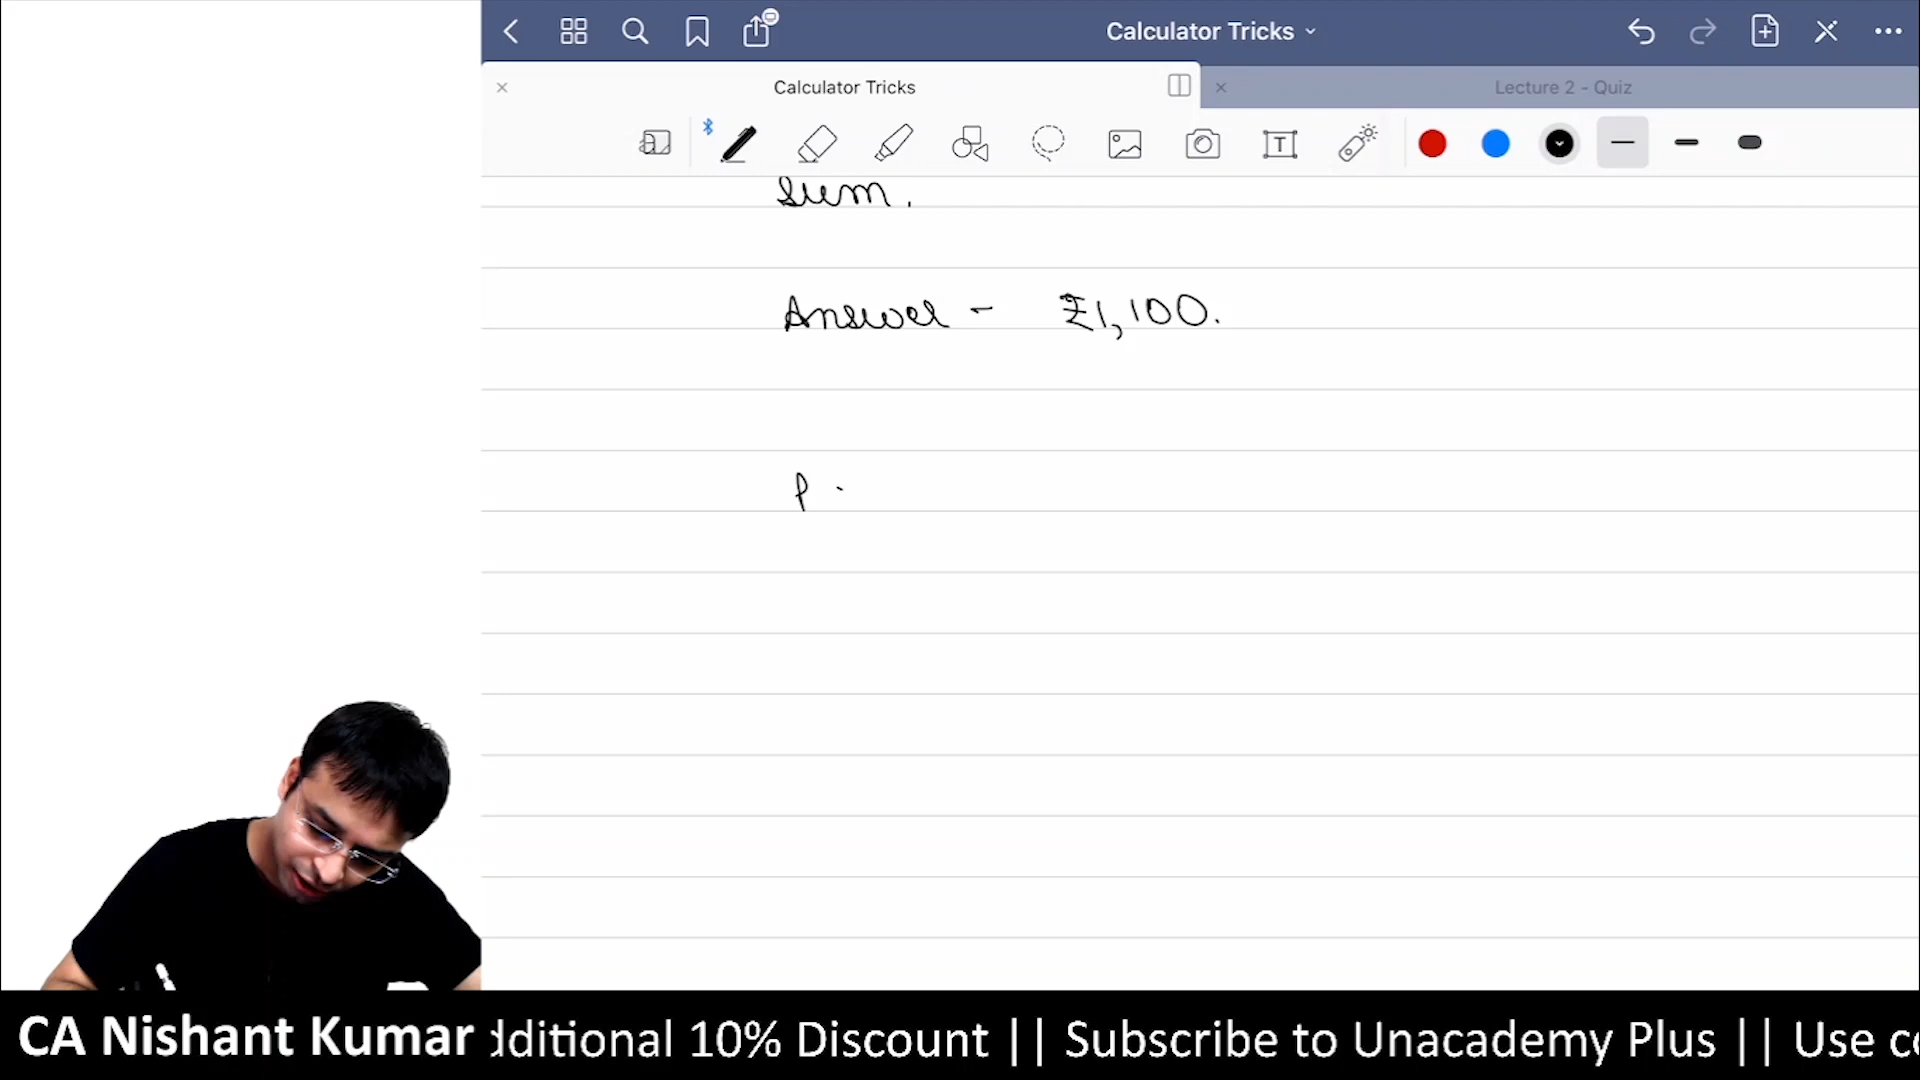 Calculator Tricks
Calculator Tricks
Lecture 2 - Quiz
Sum.
Answer - ₹1,100.
P -
CA Nishant Kumar dditional 10% Discount || Subscribe to Unacademy Plus || Use co